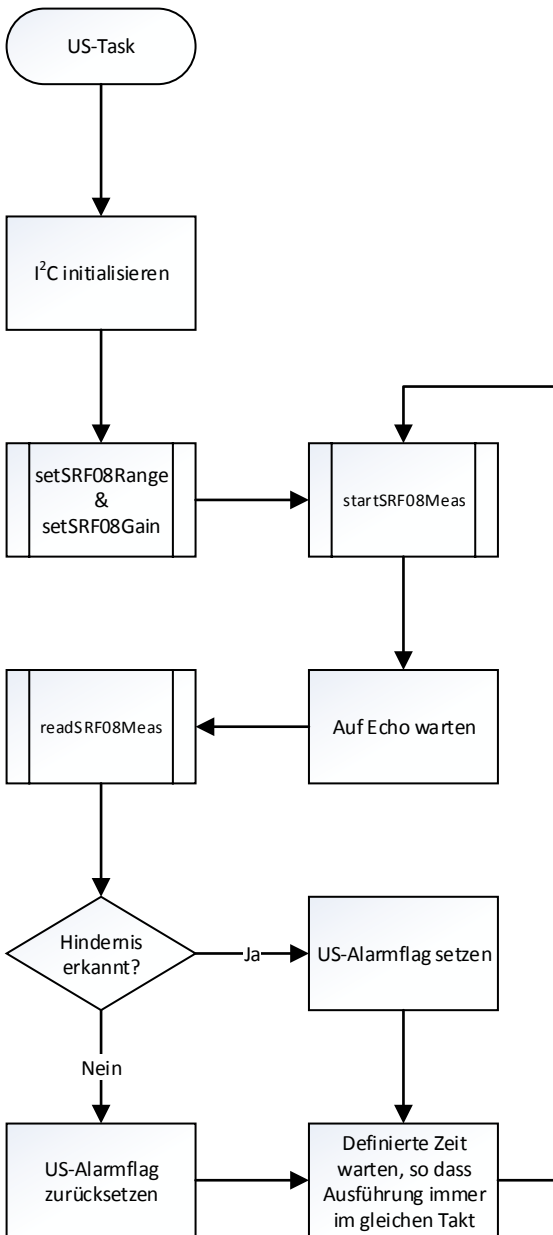 US-Task
I²C initialisieren
setSRF08Range
&
setSRF08Gain
startSRF08Meas
Auf Echo warten
readSRF08Meas
Hindernis
erkannt?
Ja
US-Alarmflag setzen
Nein
US-Alarmflag
zurücksetzen
Definierte Zeit
warten, so dass
Ausführung immer
im gleichen Takt